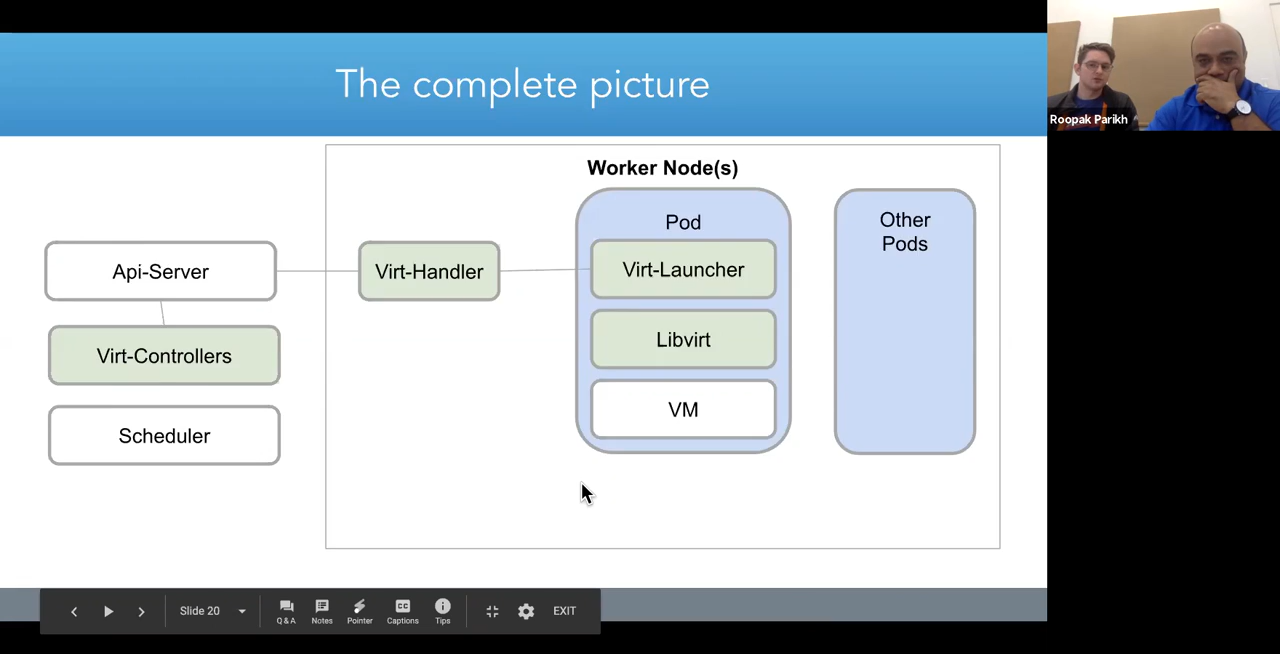 The complete picture
Roopak Parikh
Worker Node(s)
Pod
Other
Pods
Api-Server
Virt-Handler
Virt-Launcher
Virt-Controllers
Libvirt
Scheduler
VM
Slide 20
Q & A
Notes
Pointer
CC
Captions
Tips
EXIT